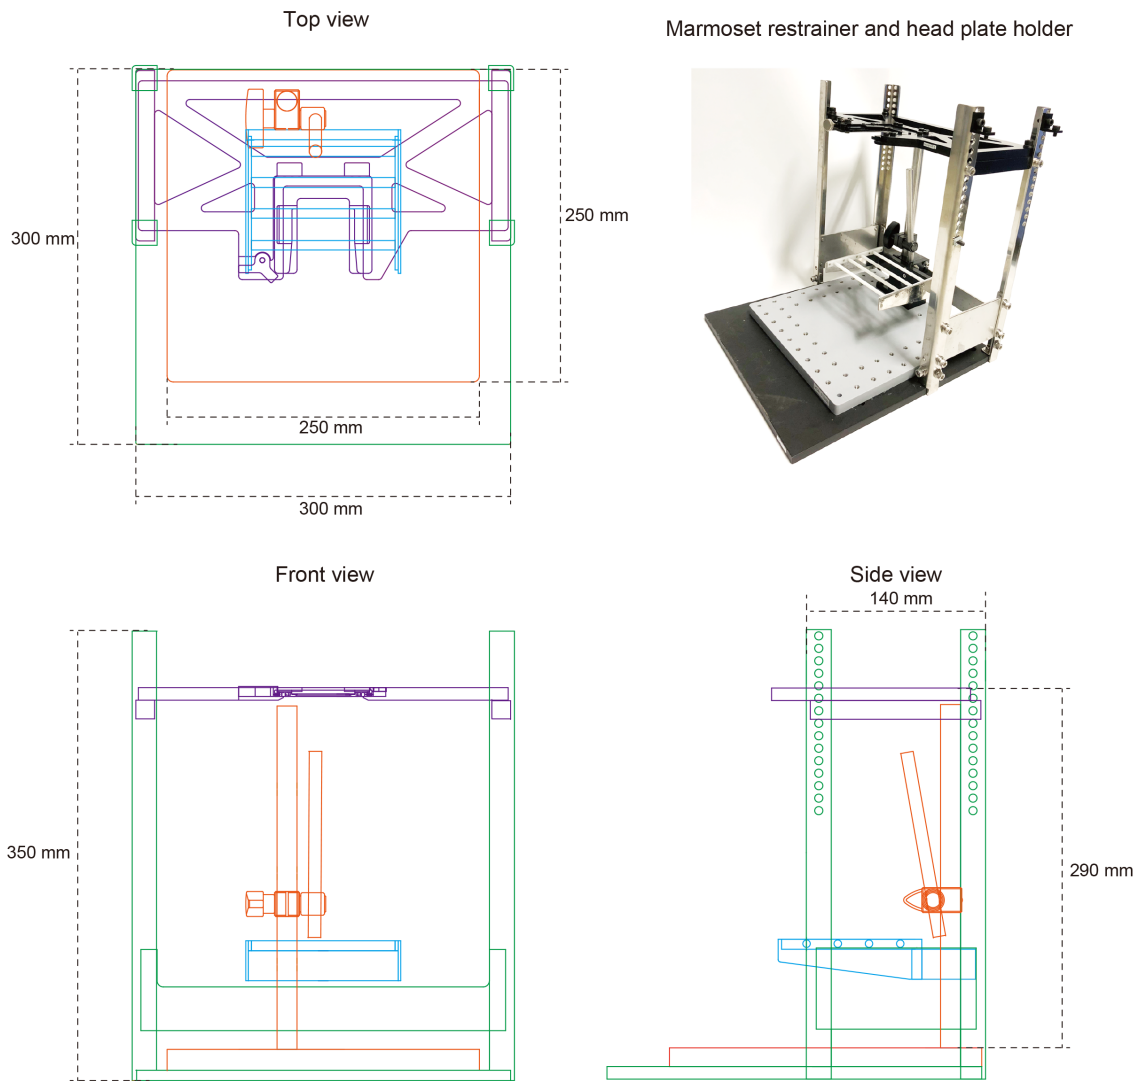 Top view
Marmoset restrainer and head plate holder
300 mm
250 mm
250 mm
300 mm
Front view
Side view
140 mm
350 mm
290 mm